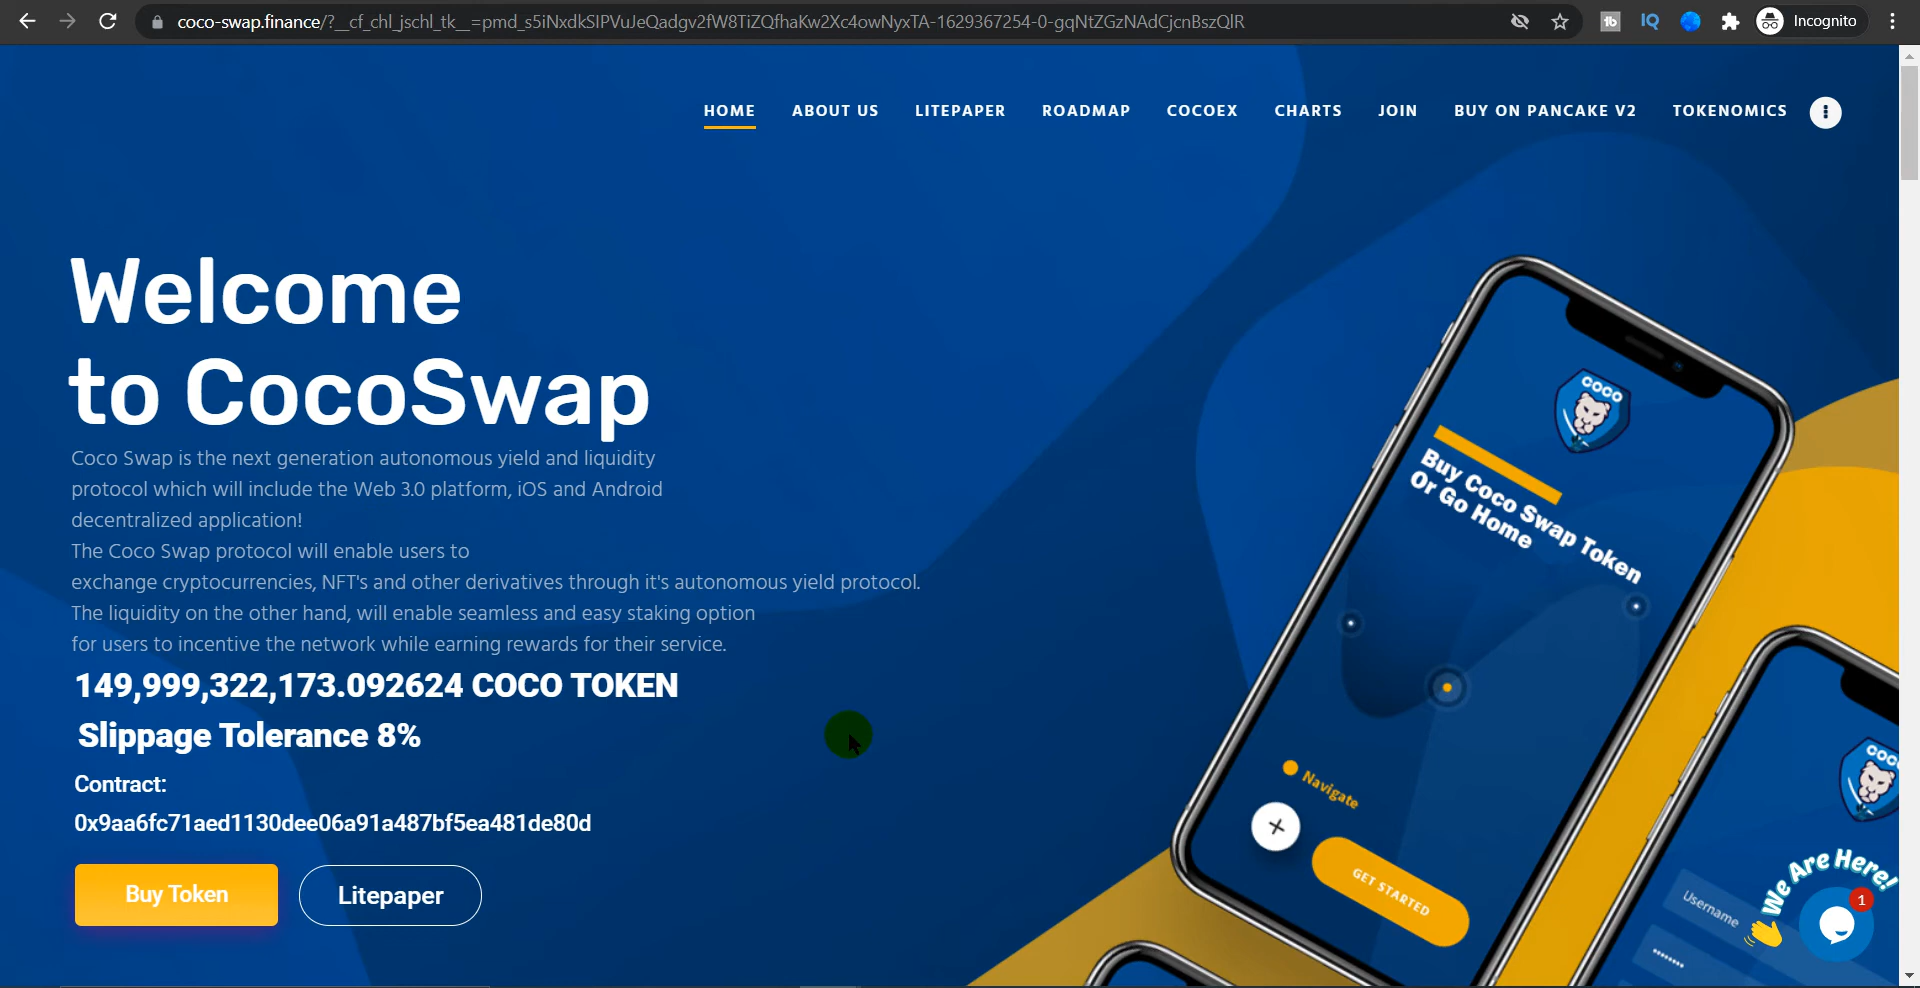 coco-swap.finance/?__cf_chl_jschl_tk__=pmd_s5iNxdkSIPVuJeQadgv2fW8TiZQfhaKw2Xc4owNyxTA-1629367254-0-gqNtZGzNAdCjcnBszQlR
IQ
Incognito
HOME ABOUT US LITEPAPER ROADMAP COCOEX CHARTS JOIN BUY ON PANCAKE V2 TOKENOMICS
Welcome
to CocoSwap
Coco Swap is the next generation autonomous yield and liquidity
protocol which will include the Web 3.0 platform, iOS and Android
decentralized application!
The Coco Swap protocol will enable users to
exchange cryptocurrencies, NFT's and other derivatives through it's autonomous yield protocol.
The liquidity on the other hand, will enable seamless and easy staking option
for users to incentive the network while earning rewards for their service.
149,999,322,173.092624 COCO TOKEN
Slippage Tolerance 8%
Contract:
0x9aa6fc71aed1130dee06a91a487bf5ea481de80d
Buy Token
Litepaper
COCO
Buy Coco Swap Token
Or Go Home
Navigate
GET STARTED
Username
We Are Here!
1